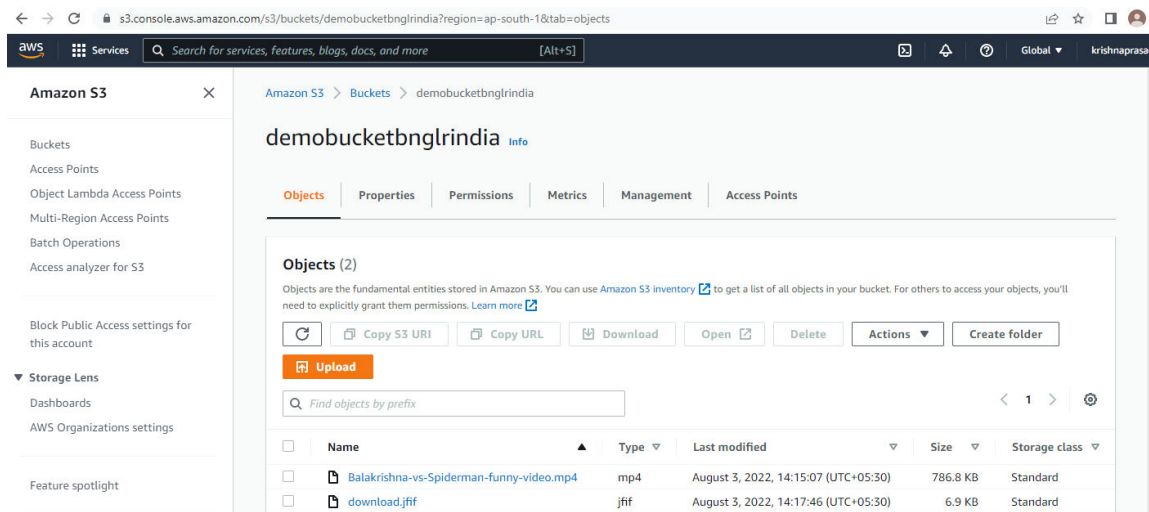 s3.console.aws.amazon.com/s3/buckets/demobucketbnglrindia?region=ap-south-1&tab=objects
aws Services Search for services, features, blogs, docs, and more [Alt+S] Global krishnaprasa
Amazon S3
Buckets
Access Points
Object Lambda Access Points
Multi-Region Access Points
Batch Operations
Access analyzer for S3
Block Public Access settings for
this account
Storage Lens
Dashboards
AWS Organizations settings
Feature spotlight
Amazon S3 > Buckets > demobucketbnglrindia
demobucketbnglrindia Info
Objects Properties Permissions Metrics Management Access Points
Objects (2)
Objects are the fundamental entities stored in Amazon S3. You can use Amazon S3 inventory to get a list of all objects in your bucket. For others to access your objects, you'll
need to explicitly grant them permissions. Learn more
Copy S3 URI Copy URL Download Open Delete Actions Create folder
Upload
Find objects by prefix < 1 >
Name Type Last modified Size Storage class
Balakrishna-vs-Spiderman-funny-video.mp4 mp4 August 3, 2022, 14:15:07 (UTC+05:30) 786.8 KB Standard
download.jfif jfif August 3, 2022, 14:17:46 (UTC+05:30) 6.9 KB Standard